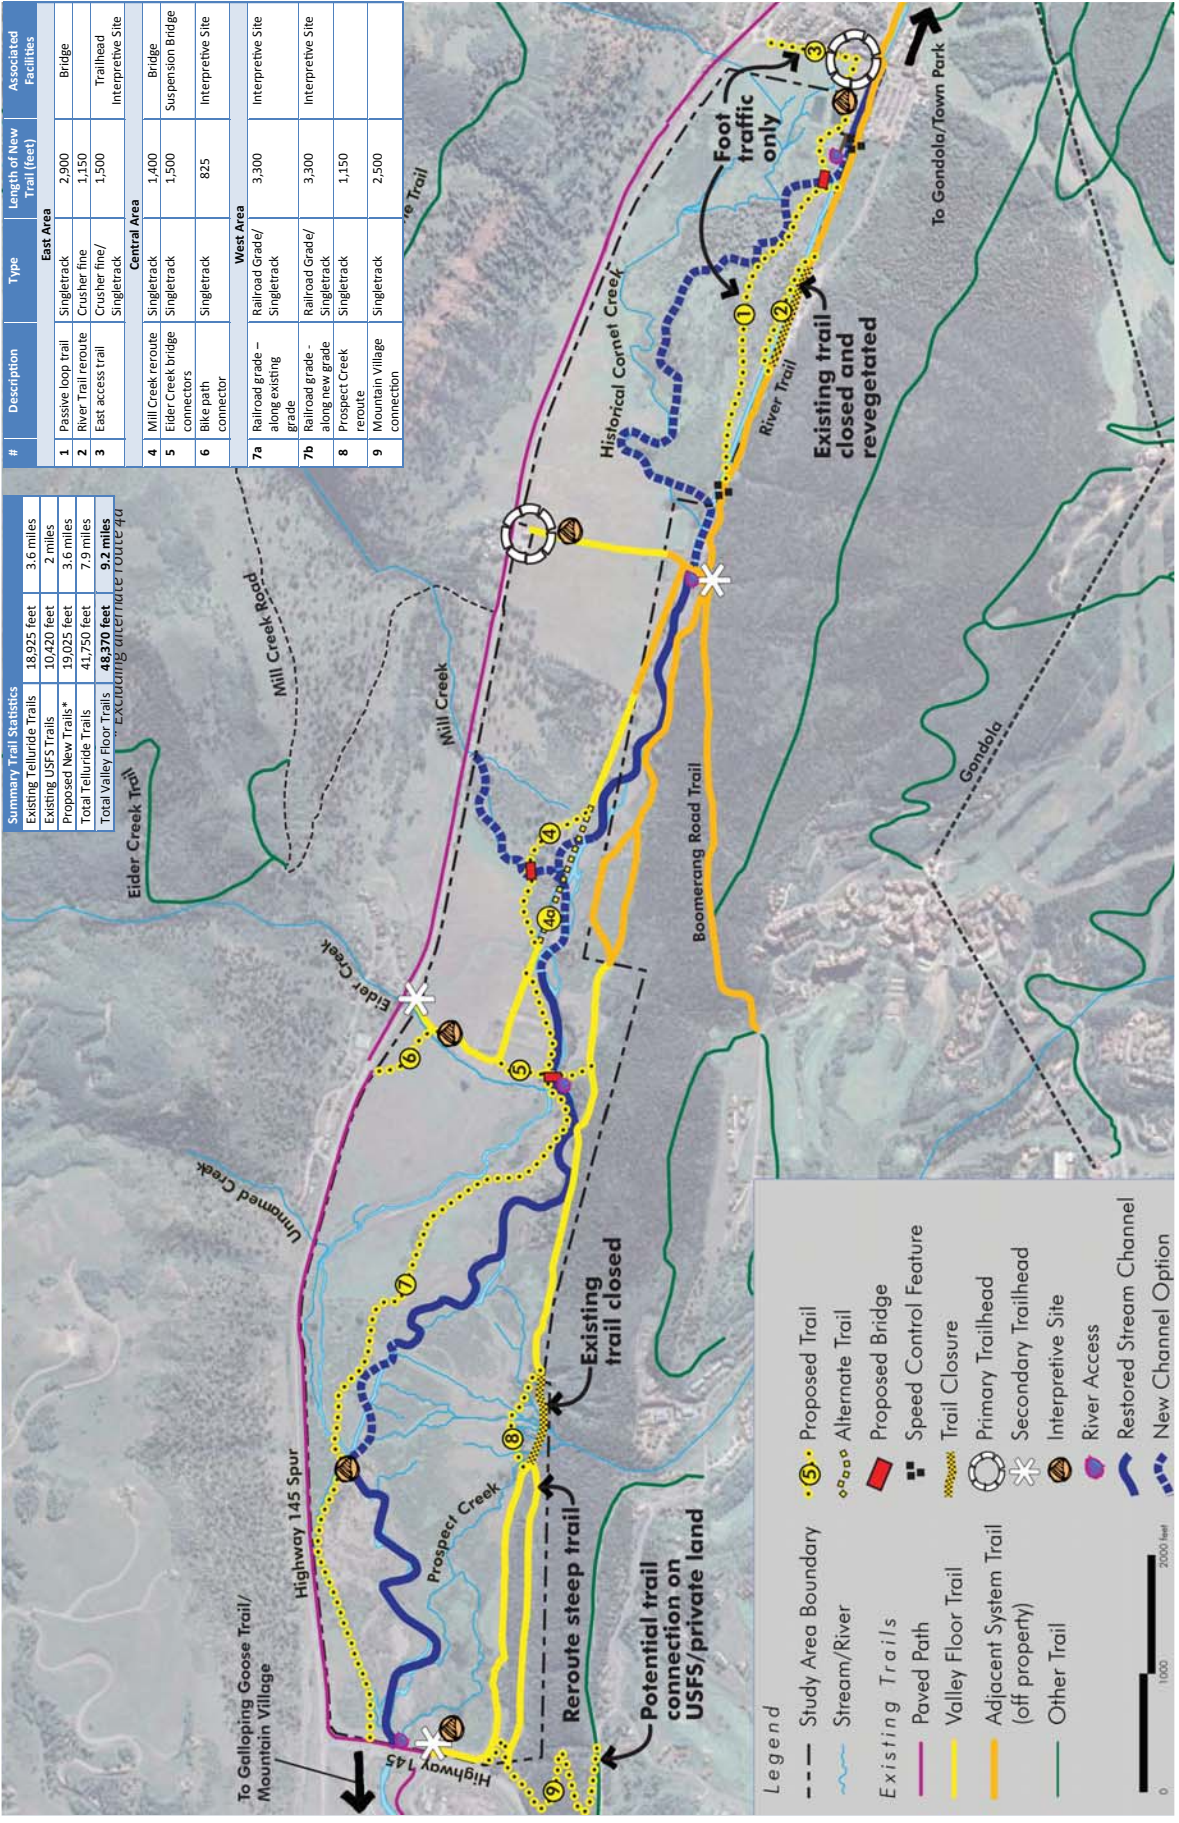 Summary Trail Statistics
Existing Telluride Trails 18,925 feet 3.6 miles
Existing USFS Trails 10,420 feet 2 miles
Proposed New Trails* 19,025 feet 3.6 miles
Total Telluride Trails 41,750 feet 7.9 miles
Total Valley Floor Trails 48,370 feet 9.2 miles
* Excluding alternate route 4a
# Description Type Length of New Trail (feet) Associated Facilities
East Area
1 Passive loop trail Singletrack 2,900 Bridge
2 River Trail reroute Crusher fine 1,150
3 East access trail Crusher fine/ Singletrack 1,500 Trailhead Interpretive Site
Central Area
4 Mill Creek reroute Singletrack 1,400 Bridge
5 Eider Creek bridge connectors Singletrack 1,500 Suspension Bridge
6 Bike path connector Singletrack 825 Interpretive Site
West Area
7a Railroad grade – along existing grade Railroad Grade/ Singletrack 3,300 Interpretive Site
7b Railroad grade - along new grade Railroad Grade/ Singletrack 3,300 Interpretive Site
8 Prospect Creek reroute Singletrack 1,150
9 Mountain Village connection Singletrack 2,500
To Galloping Goose Trail/
Mountain Village
Highway 145 Spur
Highway 145
Unnamed Creek
Eider Creek
Eider Creek Trail
Mill Creek Road
Mill Creek
Historical Cornet Creek
Foot
traffic
only
e Trail
1
2
3
4
4a
5
6
7
8
9
Prospect Creek
Reroute steep trail
Existing
trail closed
Potential trail
connection on
USFS/private land
Boomerang Road Trail
River Trail
Existing trail
closed and
revegetated
To Gondola/Town Park
Gondola
Legend
Study Area Boundary
Stream/River
Existing Trails
Paved Path
Valley Floor Trail
Adjacent System Trail
(off property)
Other Trail
5 Proposed Trail
Alternate Trail
Proposed Bridge
Speed Control Feature
Trail Closure
Primary Trailhead
Secondary Trailhead
Interpretive Site
River Access
Restored Stream Channel
New Channel Option
0 1000 2000 feet